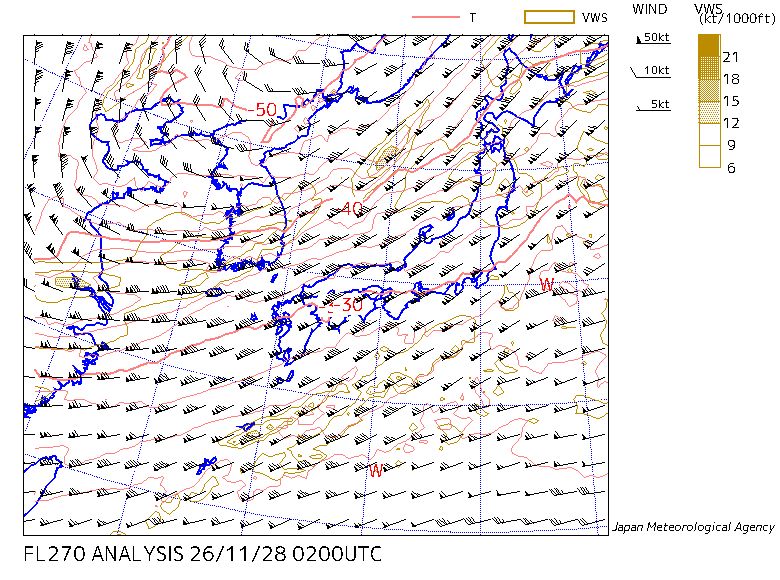 T VWS WIND VWS
(kt/1000ft)
50kt
10kt
5kt
21
18
15
12
9
6
-50
-40
W
-30
W
Japan Meteorological Agency
FL270 ANALYSIS 26/11/28 0200UTC